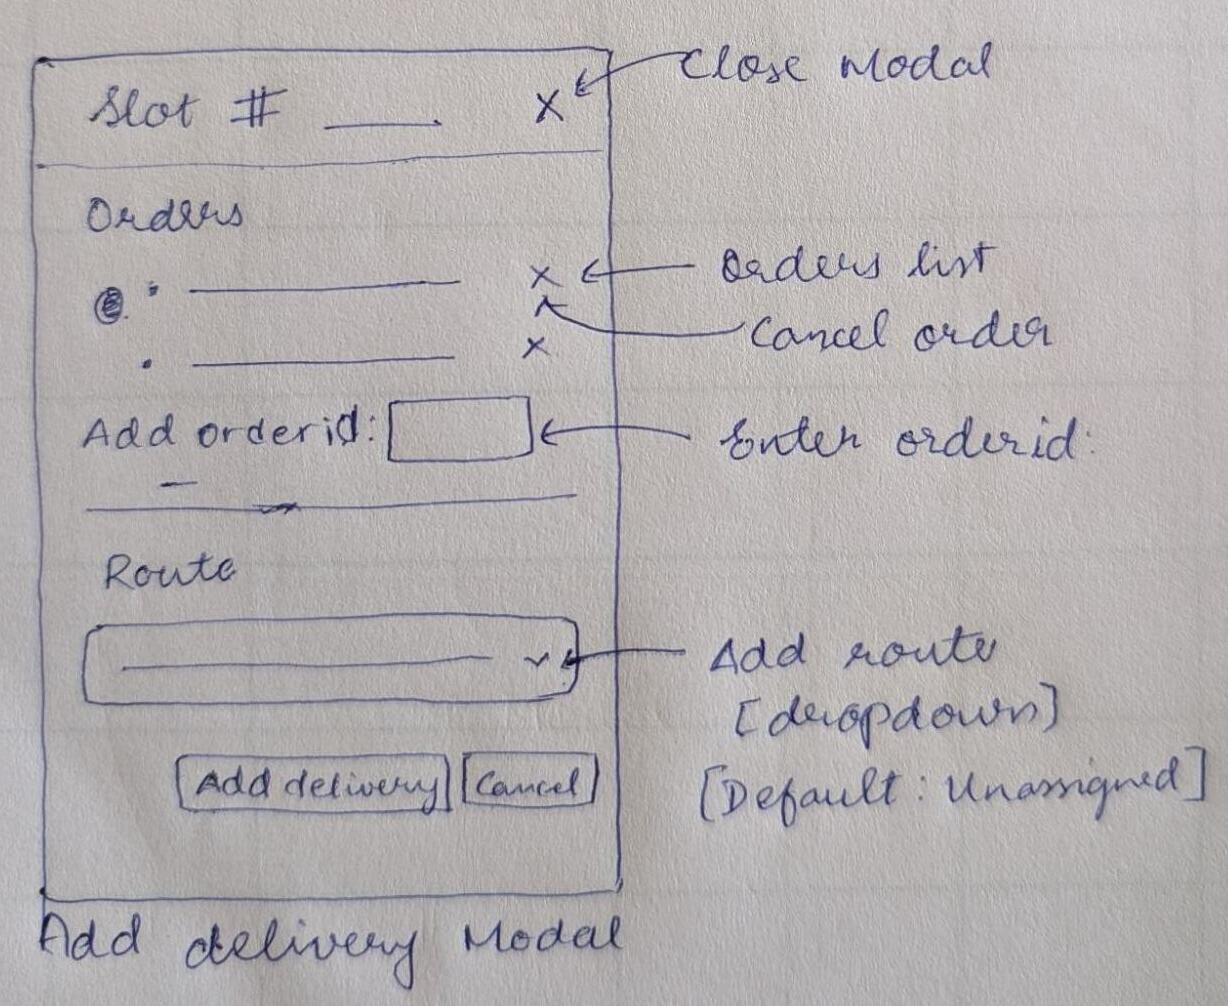 Slot # ____ X
Close Modal
Orders
X
Orders list
Cancel order
X
Add orderid:
Enter orderid:
Route
Add route
[dropdown]
[Default: Unassigned]
Add delivery
Cancel
Add delivery Modal